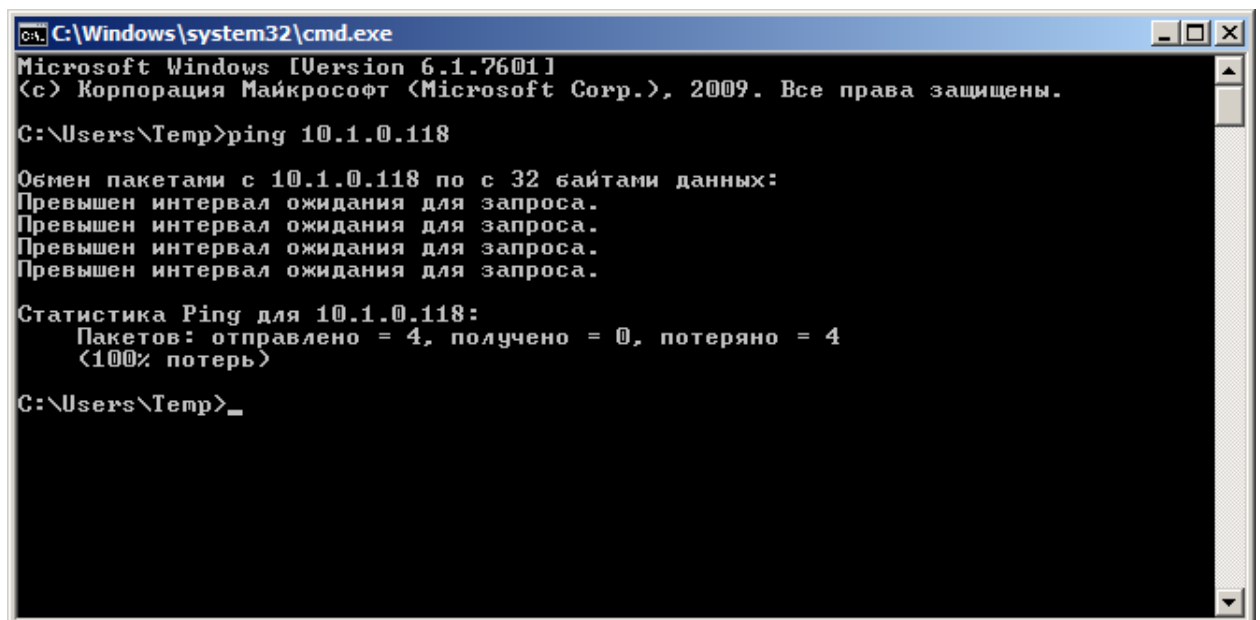 C:\Windows\system32\cmd.exe
Microsoft Windows [Version 6.1.7601]
(c) Корпорация Майкрософт (Microsoft Corp.), 2009. Все права защищены.
C:\Users\Temp>ping 10.1.0.118
Обмен пакетами с 10.1.0.118 по с 32 байтами данных:
Превышен интервал ожидания для запроса.
Превышен интервал ожидания для запроса.
Превышен интервал ожидания для запроса.
Превышен интервал ожидания для запроса.
Статистика Ping для 10.1.0.118:
Пакетов: отправлено = 4, получено = 0, потеряно = 4
(100% потерь)
C:\Users\Temp>_